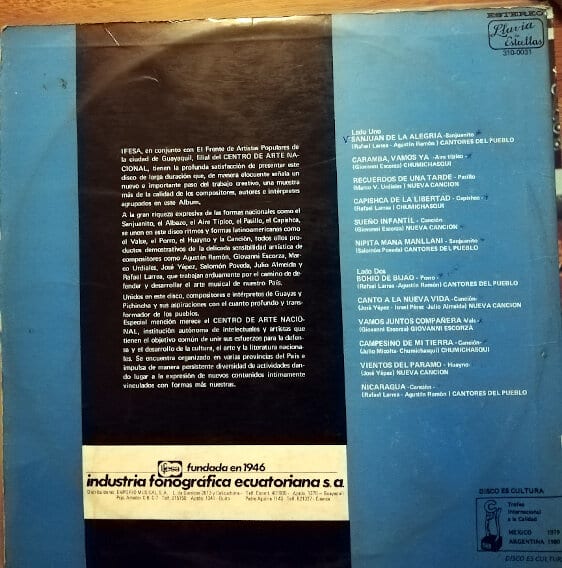 ESTEREO
Lluvia de
Estrellas
310-0031
IFESA, en conjunto con El Frente de Artistas Populares de
la ciudad de Guayaquil, filial del CENTRO DE ARTE NA-
CIONAL, tienen la profunda satisfacción de presentar este
disco de larga duración que, de manera elocuente señala un
nuevo e importante paso del trabajo creativo, una muestra
más de la calidad de los compositores, autores e intérpretes
agrupados en este Album.
A la gran riqueza expresiva de las formas nacionales como el
Sanjuanito, el Albazo, el Aire Típico, el Pasillo, el Capishca,
se unen en este disco ritmos y formas latinoamericanas como
el Valse, el Porro, el Huayno y la Canción, todos ellos pro-
ductos demostrativos de la delicada sensibilidad artística de
compositores como Agustín Ramón, Giovanni Escorza, Mar-
co Urdiales, José Yépez, Salomón Poveda, Julio Almeida y
Rafael Larrea, que trabajan arduamente por el camino de de-
fender y desarrollar el arte musical de nuestro País.
Unidos en este disco, compositores e intérpretes de Guayas y
Pichincha y sus aspiraciones con el cuanto profundo y trans-
formador de los pueblos.
Especial mención merece el CENTRO DE ARTE NACIO-
NAL, institución autónoma de intelectuales y artistas que
tienen el objetivo común de unir sus esfuerzos para la defen-
sa y el desarrollo de la cultura, el arte y la literatura naciona-
les. Se encuentra organizado en varias provincias del País e
impulsa de manera persistente diversidad de actividades dan-
do lugar a la expresión de nuevos contenidos íntimamente
vinculados con formas más nuestras.
Lado Uno
SANJUAN DE LA ALEGRIA -Sanjuanito
(Rafael Larrea - Agustín Ramón) CANTORES DEL PUEBLO
CARAMBA, VAMOS YA -Aire típico
(Giovanni Escorza) CHUMICHASQUI
RECUERDOS DE UNA TARDE - Pasillo
(Marco V. Urdiales) NUEVA CANCION
CAPISHCA DE LA LIBERTAD - Capishca
(Rafael Larrea) CHUMICHASQUI
SUEÑO INFANTIL - Canción
(Giovanni Escorza) NUEVA CANCION
NIPITA MANA MANLLANI - Sanjuanito
(Salomón Poveda) CANTORES DEL PUEBLO
Lado Dos
BOHIO DE BIJAO - Porro
(Rafael Larrea - Agustín Ramón) CANTORES DEL PUEBLO
CANTO A LA NUEVA VIDA -Canción-
(José Yépez - Israel Pérez- Julio Almeida) NUEVA CANCION
VAMOS JUNTOS COMPAÑERA Vals
(Giovanni Escorza) GIOVANNI ESCORZA
CAMPESINO DE MI TIERRA - Canción-
(Julio Micolta- Chumichasqui) CHUMICHASQUI
VIENTOS DEL PARAMO - Huayno-
(José Yépez) NUEVA CANCION
NICARAGUA -Canción -
(Rafael Larrea - Agustín Ramón) CANTORES DEL PUEBLO
ifesa
fundada en 1946
industria fonográfica ecuatoriana s.a.
DISCO ES CULTURA
Trofeo
Internacional
a la Calidad
MEXICO 1979
ARGENTINA 1980
DISCO ES CULTURA